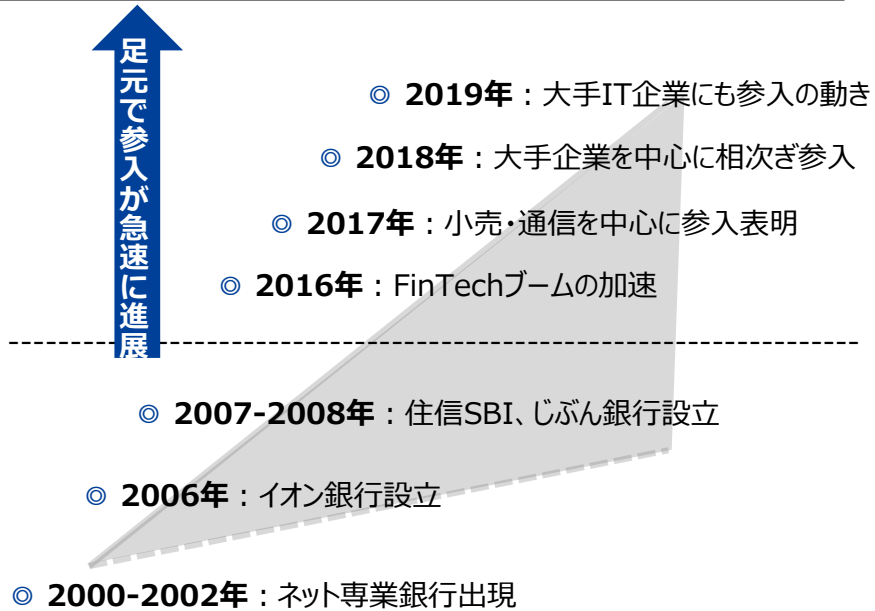 足元で参入が急速に進展
◎ 2019年：大手IT企業にも参入の動き
◎ 2018年：大手企業を中心に相次ぎ参入
◎ 2017年：小売・通信を中心に参入表明
◎ 2016年：FinTechブームの加速
◎ 2007-2008年：住信SBI、じぶん銀行設立
◎ 2006年：イオン銀行設立
◎ 2000-2002年：ネット専業銀行出現